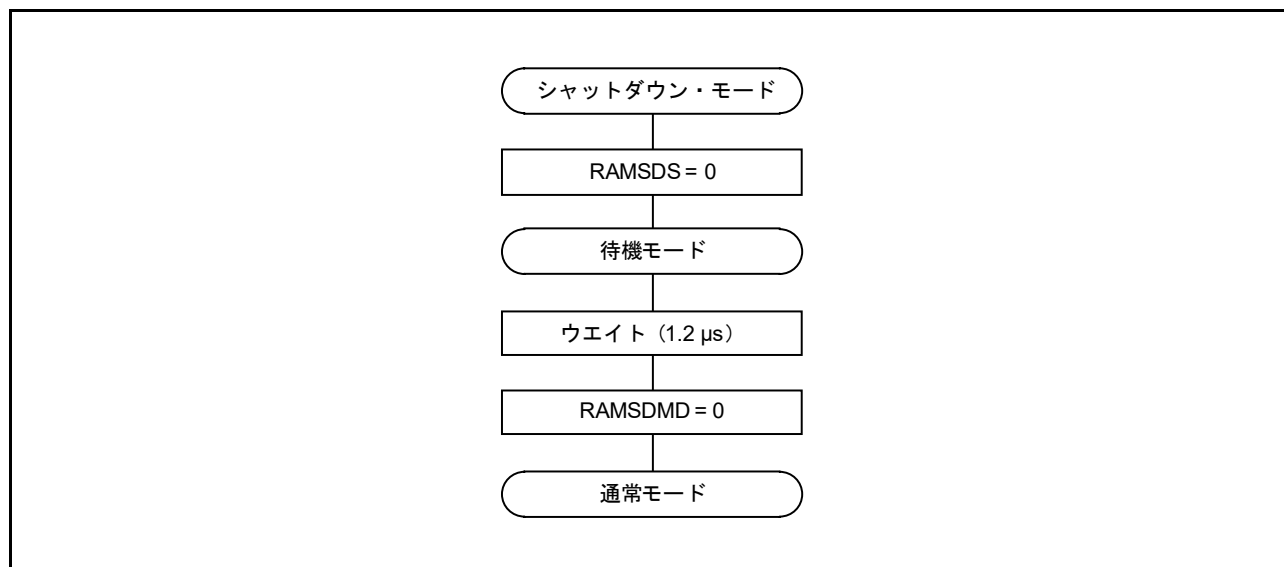 シャットダウン・モード
RAMSDS = 0
待機モード
ウエイト（1.2 µs）
RAMSDMD = 0
通常モード